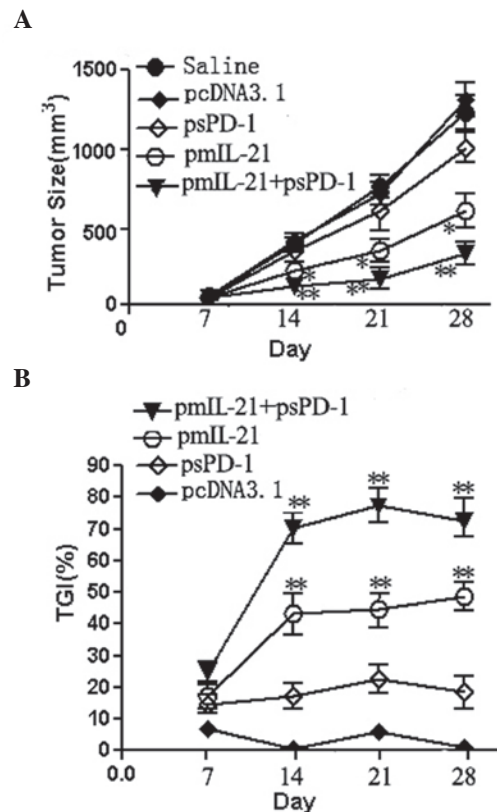 A
1500
Saline
pcDNA3. 1
psPD-1
1000
pmIL-21
pmIL-21+psPD-1
Tumor Size(mm³)
500
*
* * **
** **
0
0 7 14 21 28
Day
B
pmIL-21+psPD-1
pmIL-21
psPD-1
90
pcDNA3. 1
80
** ** **
70
60
TGI(%)
50
** ** **
40
30
20
10
0
0.0 7 14 21 28
Day